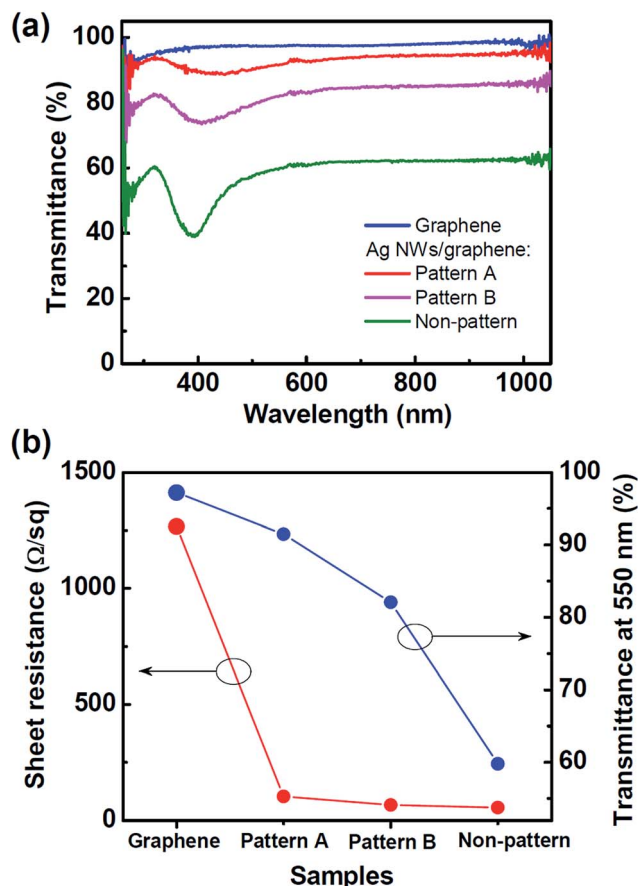 (a)
100
80
60
40
20
0
Transmittance (%)
Graphene
Ag NWs/graphene:
Pattern A
Pattern B
Non-pattern
400
600
800
1000
Wavelength (nm)
(b)
1500
1000
500
0
Sheet resistance (Ω/sq)
100
90
80
70
60
Transmittance at 550 nm (%)
Graphene
Pattern A
Pattern B
Non-pattern
Samples